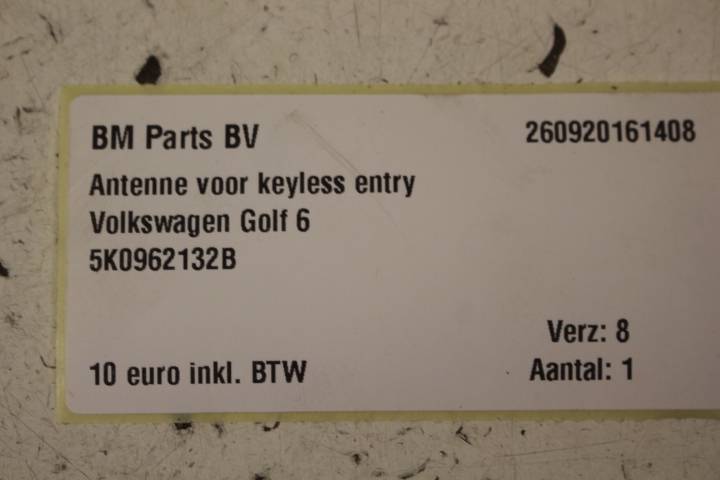 BM Parts BV 260920161408
Antenne voor keyless entry
Volkswagen Golf 6
5K0962132B
Verz: 8
10 euro inkl. BTW Aantal: 1